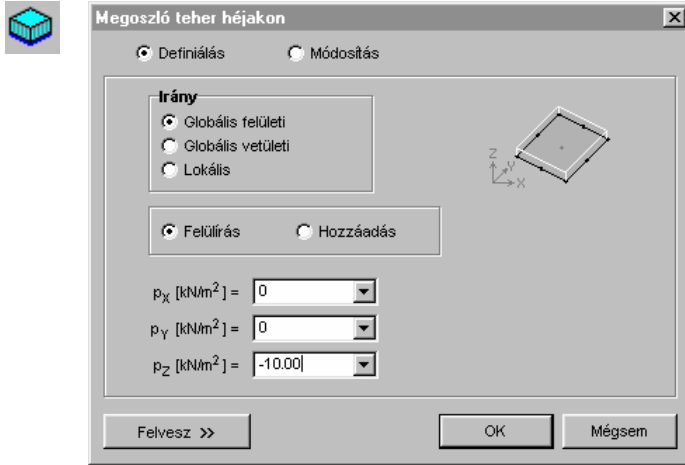 Megoszló teher héjakon
Definiálás Módosítás
Irány
Globális felületi
Globális vetületi
Lokális
Z
Y
X
Felülírás Hozzáadás
pX [kN/m2] = 0
pY [kN/m2] = 0
pZ [kN/m2] = -10.00
Felvesz >> OK Mégsem